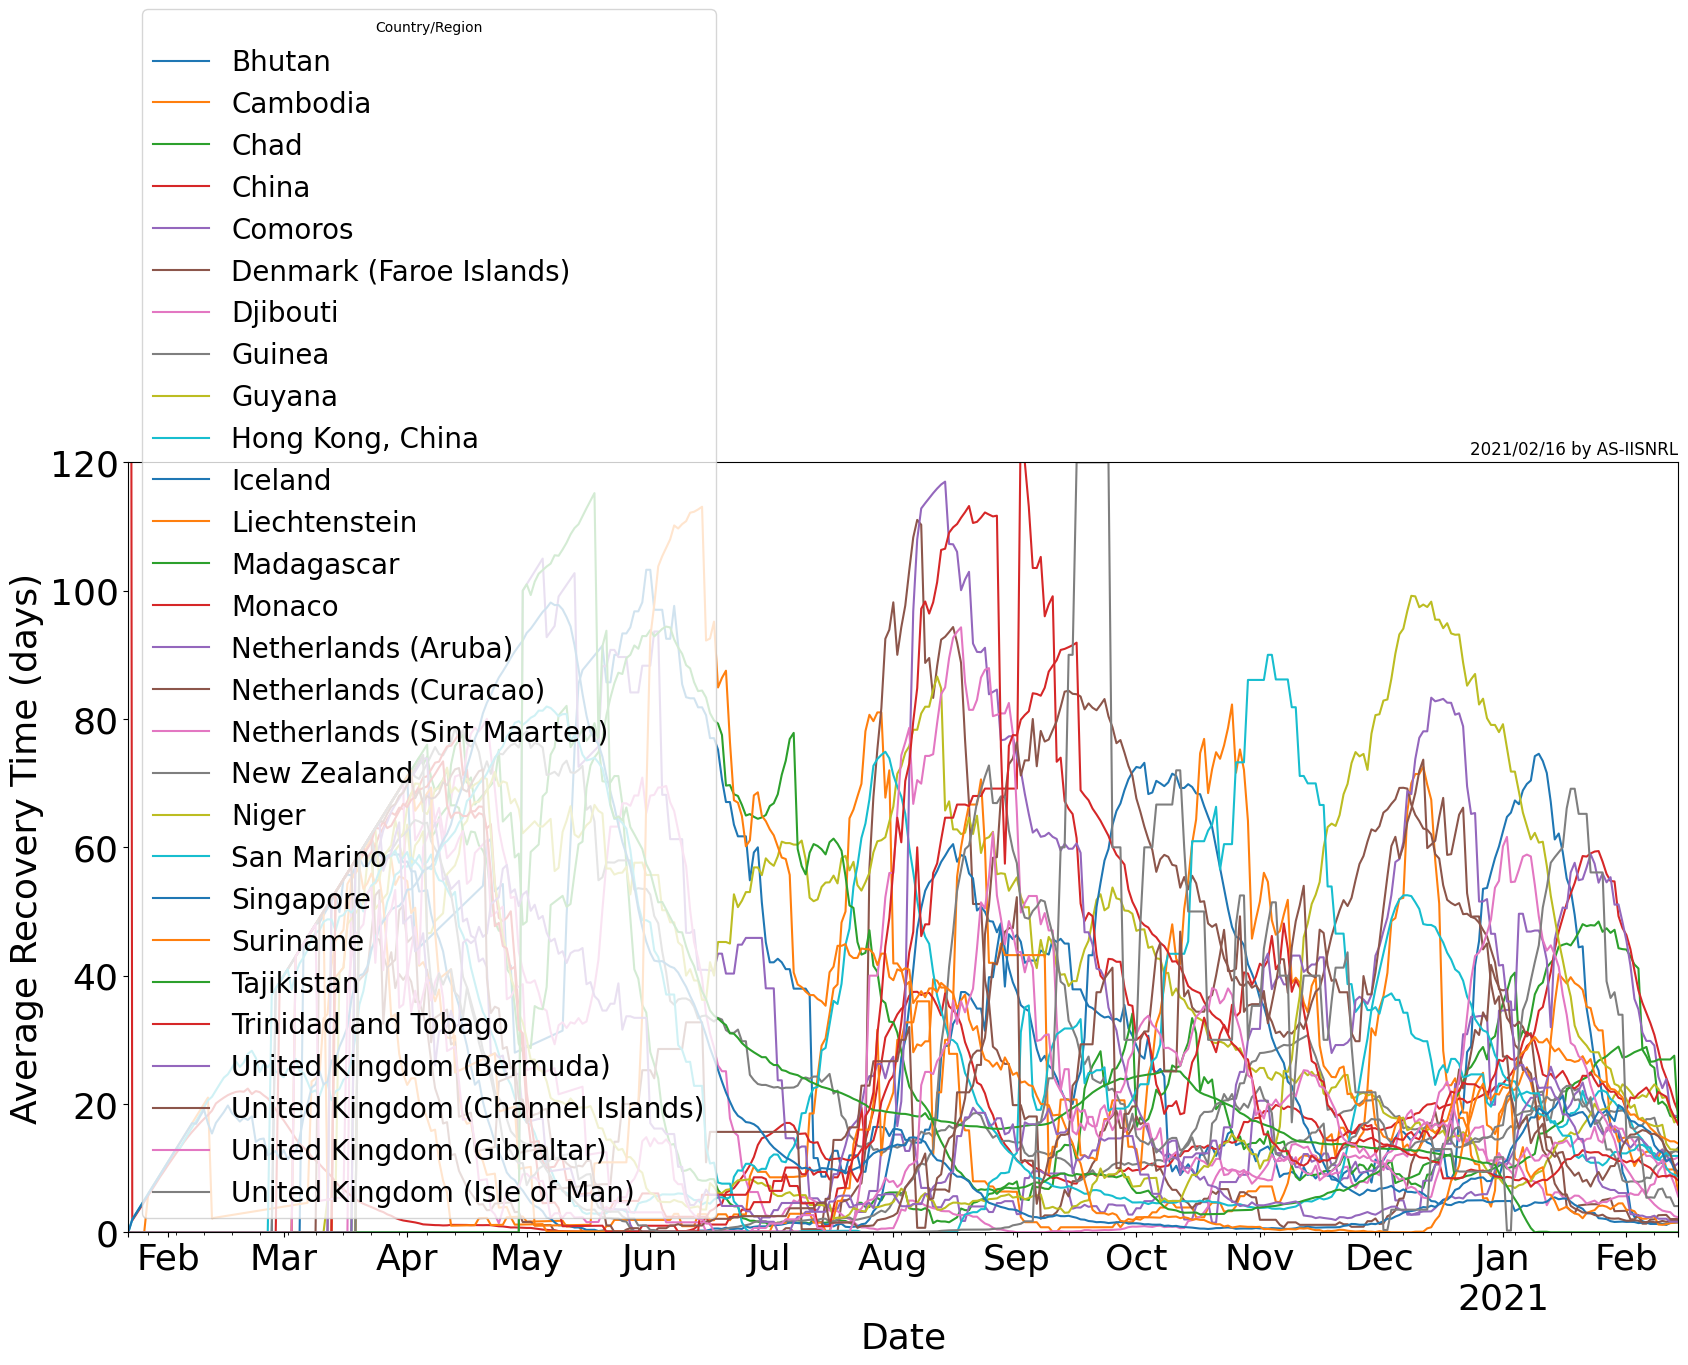 Country/Region
Bhutan
Cambodia
Chad
China
Comoros
Denmark (Faroe Islands)
Djibouti
Guinea
Guyana
Hong Kong, China
Iceland
Liechtenstein
Madagascar
Monaco
Netherlands (Aruba)
Netherlands (Curacao)
Netherlands (Sint Maarten)
New Zealand
Niger
San Marino
Singapore
Suriname
Tajikistan
Trinidad and Tobago
United Kingdom (Bermuda)
United Kingdom (Channel Islands)
United Kingdom (Gibraltar)
United Kingdom (Isle of Man)
2021/02/16 by AS-IISNRL
Average Recovery Time (days)
120
100
80
60
40
20
0
Feb Mar Apr May Jun Jul Aug Sep Oct Nov Dec Jan Feb
2021
Date